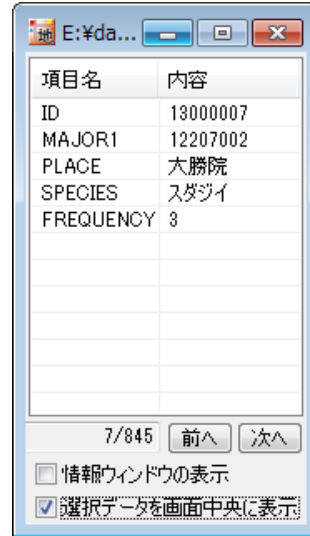 地 E:¥da...
項目名 内容
ID 13000007
MAJOR1 12207002
PLACE 大勝院
SPECIES スダジイ
FREQUENCY 3
7/845 前へ 次へ
情報ウィンドウの表示
選択データを画面中央に表示